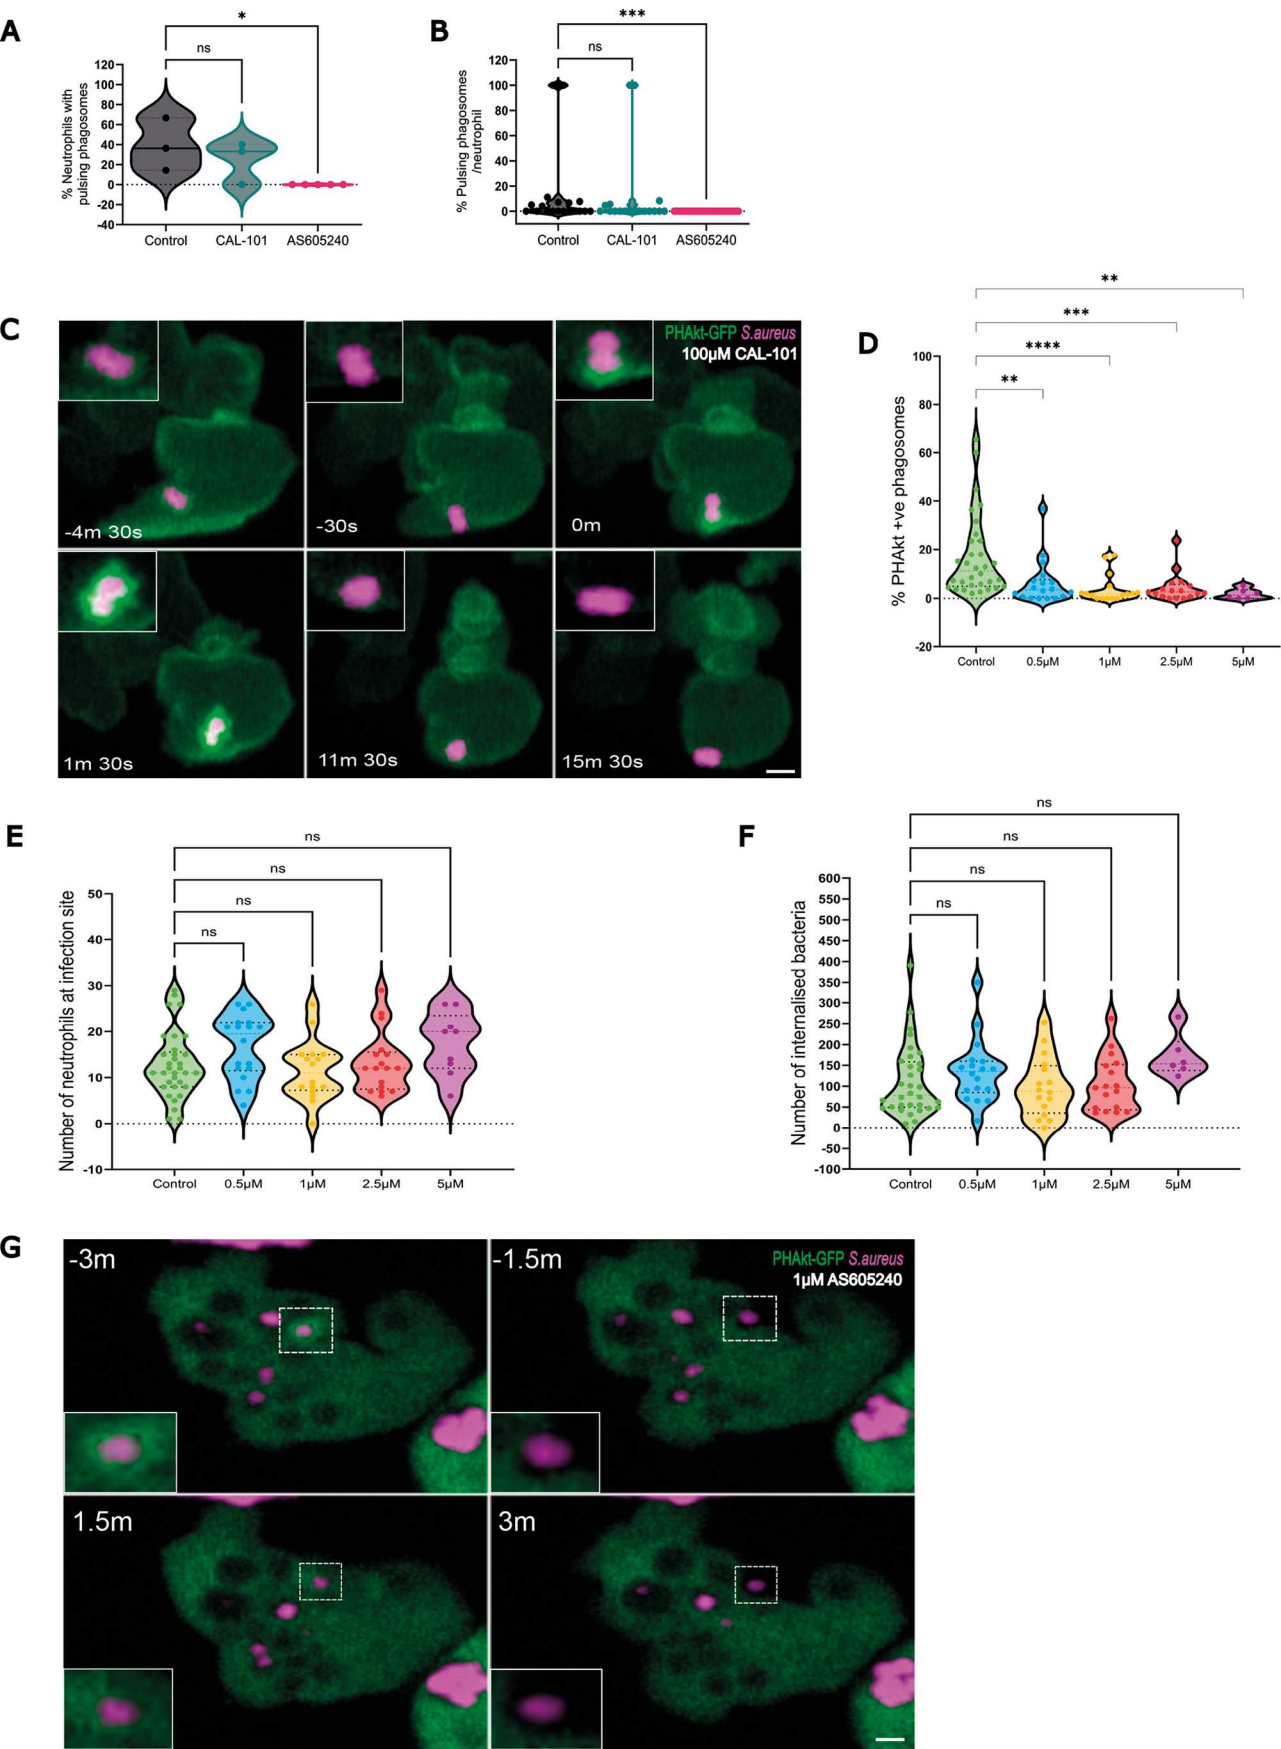 A
*
ns
% Neutrophils with
pulsing phagosomes
120
100
80
60
40
20
0
-20
-40
Control
CAL-101
AS605240
B
***
ns
% Pulsing phagosomes
/neutrophil
120
100
80
60
40
20
0
Control
CAL-101
AS605240
C
PHAkt-GFP S.aureus
100µM CAL-101
-4m 30s
-30s
0m
1m 30s
11m 30s
15m 30s
D
**
***
****
**
% PHAkt +ve phagosomes
100
80
60
40
20
0
-20
Control
0.5µM
1µM
2.5µM
5µM
E
ns
ns
ns
ns
Number of neutrophils at infection site
50
40
30
20
10
0
-10
Control
0.5µM
1µM
2.5µM
5µM
F
ns
ns
ns
ns
Number of internalised bacteria
600
550
500
450
400
350
300
250
200
150
100
50
0
-50
-100
Control
0.5µM
1µM
2.5µM
5µM
G
-3m
-1.5m
PHAkt-GFP S.aureus
1µM AS605240
1.5m
3m